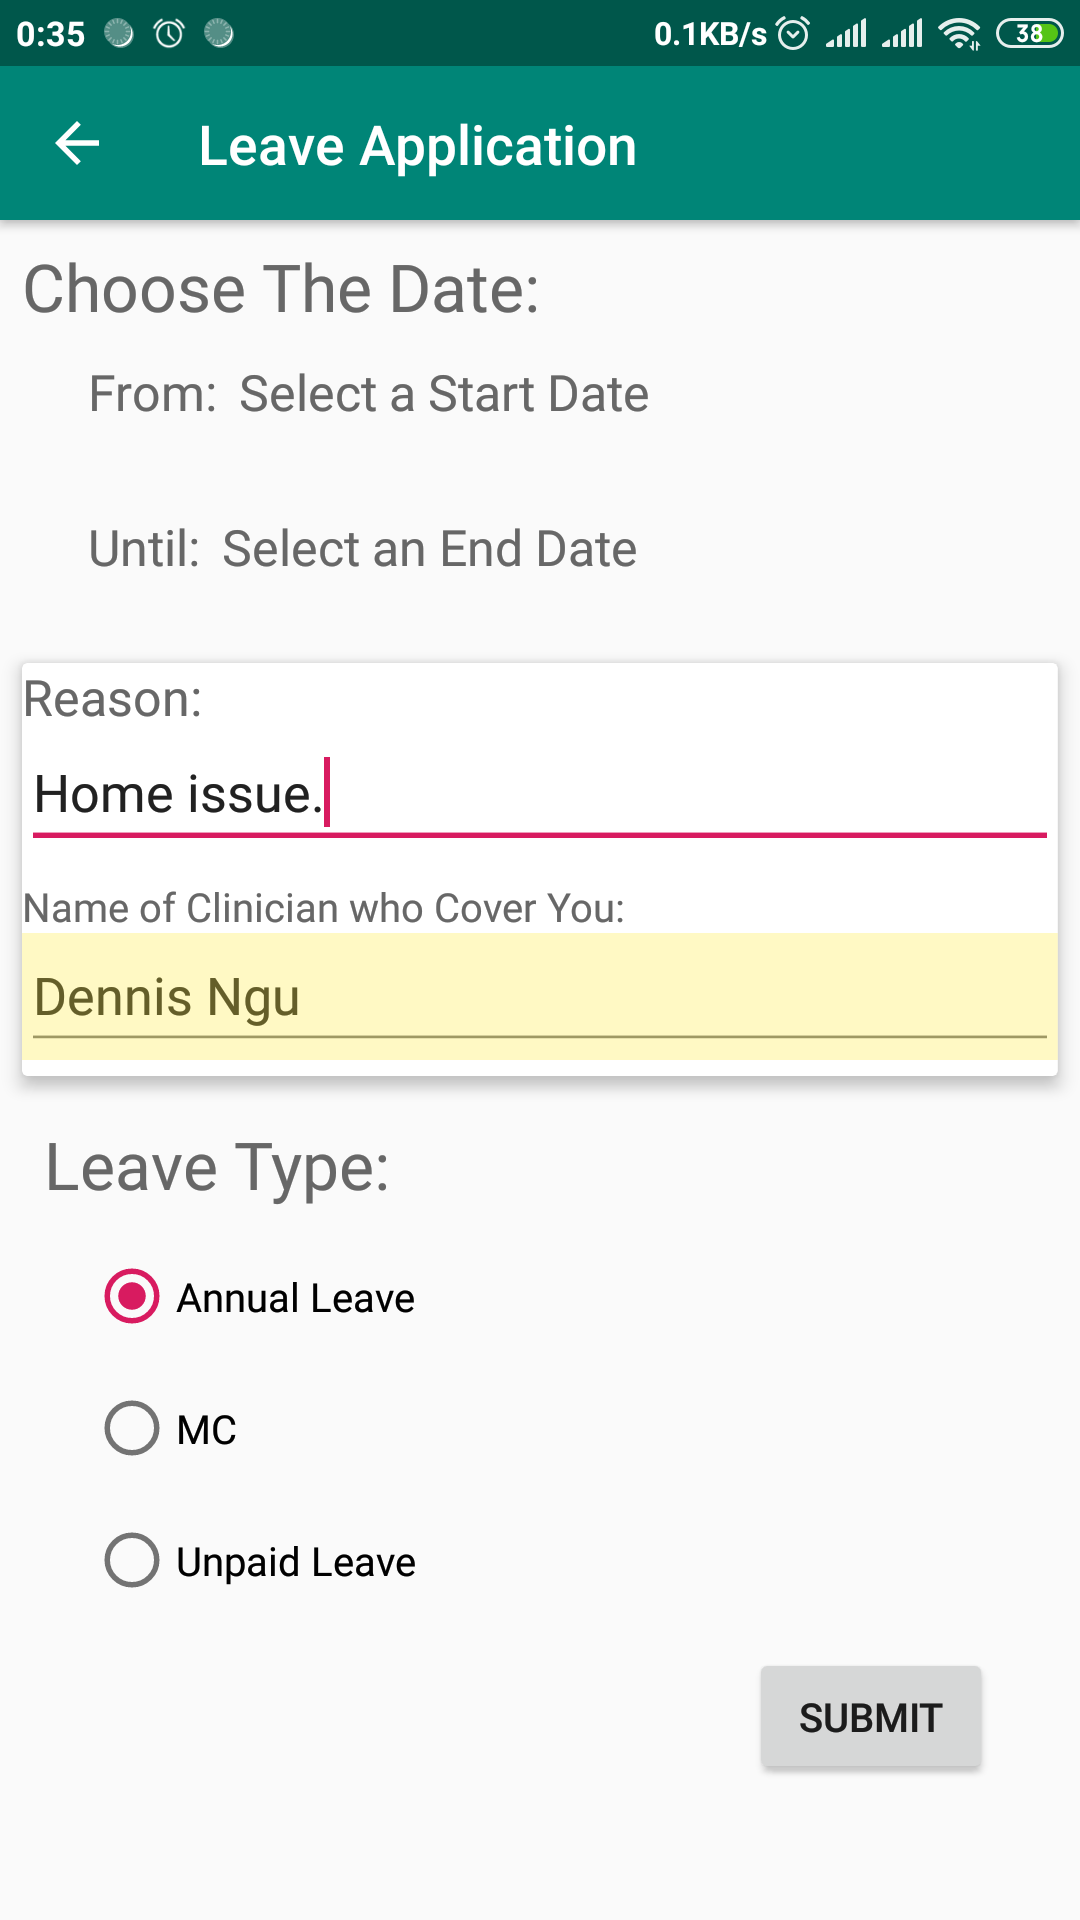 0:35 0.1KB/s 38
Leave Application
Choose The Date:
From: Select a Start Date
Until: Select an End Date
Reason:
Home issue.
Name of Clinician who Cover You:
Dennis Ngu
Leave Type:
Annual Leave
MC
Unpaid Leave
SUBMIT